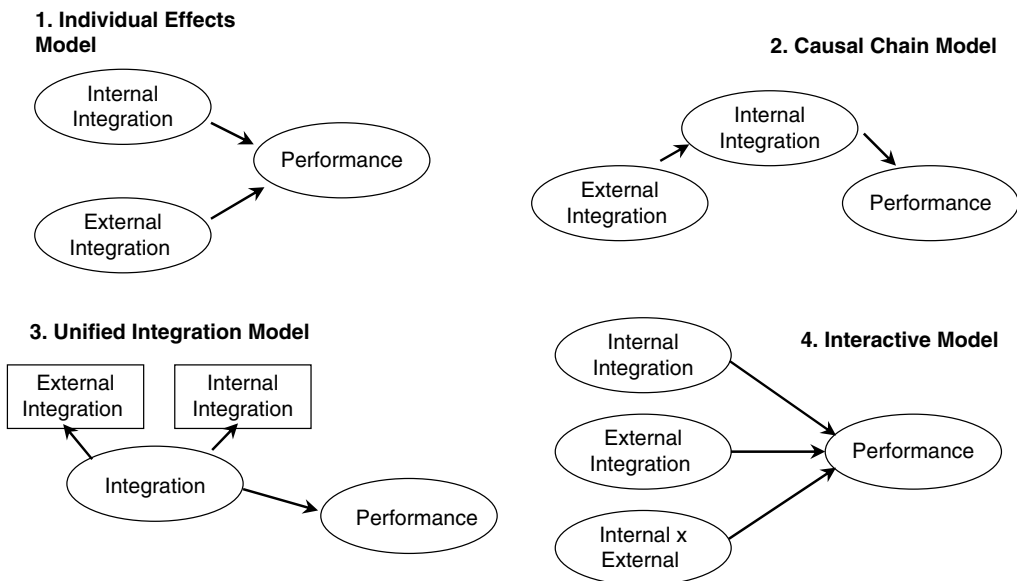 1. Individual Effects
Model
Internal
Integration
Performance
External
Integration
2. Causal Chain Model
Internal
Integration
External
Integration
Performance
3. Unified Integration Model
External
Integration
Internal
Integration
Integration
Performance
4. Interactive Model
Internal
Integration
External
Integration
Performance
Internal x
External